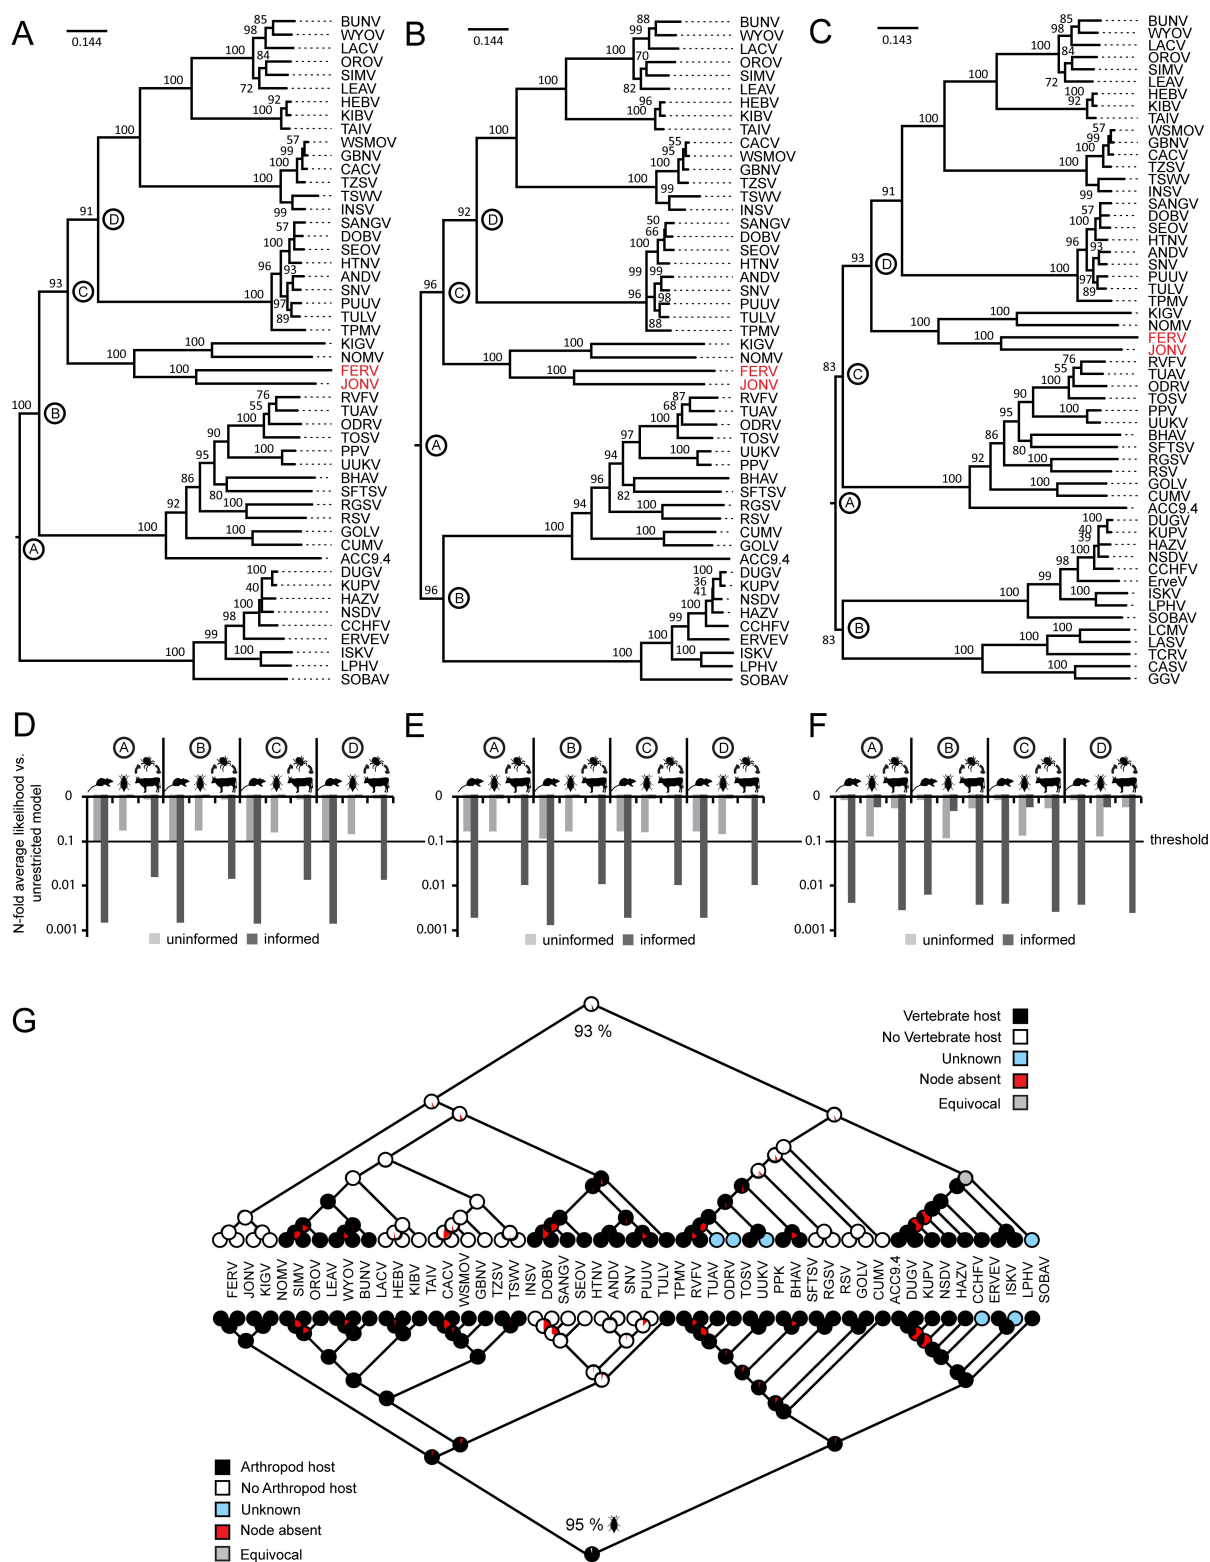 A
0.144
85
98
100
84
72
100
92
100
100
57
99
100
100
99
91
D
57
100
96
93
100
97
89
93
C
100
100
100
100
B
76
55
100
90
95
100
86
80
92
100
100
100
A
100
40
100
98
99
100
100
BUNV
WYOV
LACV
OROV
SIMV
LEAV
HEBV
KIBV
TAIV
WSMOV
GBNV
CACV
TZSV
TSWV
INSV
SANGV
DOBV
SEOV
HTNV
ANDV
SNV
PUUV
TULV
TPMV
KIGV
NOMV
FERV
JONV
RVFV
TUAV
ODRV
TOSV
PPV
UUKV
BHAV
SFTSV
RGSV
RSV
GOLV
CUMV
ACC9.4
DUGV
KUPV
HAZV
NSDV
CCHFV
ERVEV
ISKV
LPHV
SOBAV
B
0.144
88
99
100
70
82
100
96
100
100
55
95
100
100
99
92
D
50
66
100
99
99
96
98
88
96
C
100
100
100
87
68
100
97
94
100
96
82
94
100
100
100
A
96
B
100
36
41
100
99
100
100
BUNV
WYOV
LACV
OROV
SIMV
LEAV
HEBV
KIBV
TAIV
CACV
WSMOV
GBNV
TZSV
TSWV
INSV
SANGV
DOBV
SEOV
HTNV
ANDV
SNV
PUUV
TULV
TPMV
KIGV
NOMV
FERV
JONV
RVFV
TUAV
ODRV
TOSV
UUKV
PPV
BHAV
SFTSV
RGSV
RSV
CUMV
GOLV
ACC9.4
DUGV
KUPV
NSDV
HAZV
CCHFV
ERVEV
ISKV
LPHV
SOBAV
C
0.143
85
98
100
84
72
100
100
92
100
100
57
99
100
100
99
91
D
57
100
96
93
100
97
89
93
100
100
100
83
C
76
55
100
90
95
100
86
80
92
100
100
100
A
100
40
39
100
98
99
100
100
83
B
100
100
100
100
BUNV
WYOV
LACV
OROV
SIMV
LEAV
HEBV
KIBV
TAIV
WSMOV
GBNV
CACV
TZSV
TSWV
INSV
SANGV
DOBV
SEOV
HTNV
ANDV
SNV
PUUV
TULV
TPMV
KIGV
NOMV
FERV
JONV
RVFV
TUAV
ODRV
TOSV
PPV
UUKV
BHAV
SFTSV
RGSV
RSV
GOLV
CUMV
ACC9.4
DUGV
KUPV
HAZV
NSDV
CCHFV
ErveV
ISKV
LPHV
SOBAV
LCMV
LASV
TCRV
CASV
GGV
D
N-fold average likelihood vs.
unrestricted model
A B C D
0
0.1
0.01
0.001
uninformed informed
E
A B C D
0
0.1
0.01
0.001
uninformed informed
F
A B C D
0
0.1
0.01
0.001
threshold
uninformed informed
G
93 %
Vertebrate host
No Vertebrate host
Unknown
Node absent
Equivocal
FERV
JONV
KIGV
NOMV
SIMV
OROV
LEAV
WYOV
BUNV
LACV
HEBV
KIBV
TAIV
CACV
WSMOV
GBNV
TZSV
TSWV
INSV
DOBV
SANGV
SEOV
HTNV
ANDV
SNV
PUUV
TULV
TPMV
RVFV
TUAV
ODRV
TOSV
UUKV
PPK
BHAV
SFTSV
RGSV
RSV
GOLV
CUMV
ACC9.4
DUGV
KUPV
NSDV
HAZV
CCHFV
ERVEV
ISKV
LPHV
SOBAV
Arthropod host
No Arthropod host
Unknown
Node absent
Equivocal
95 %